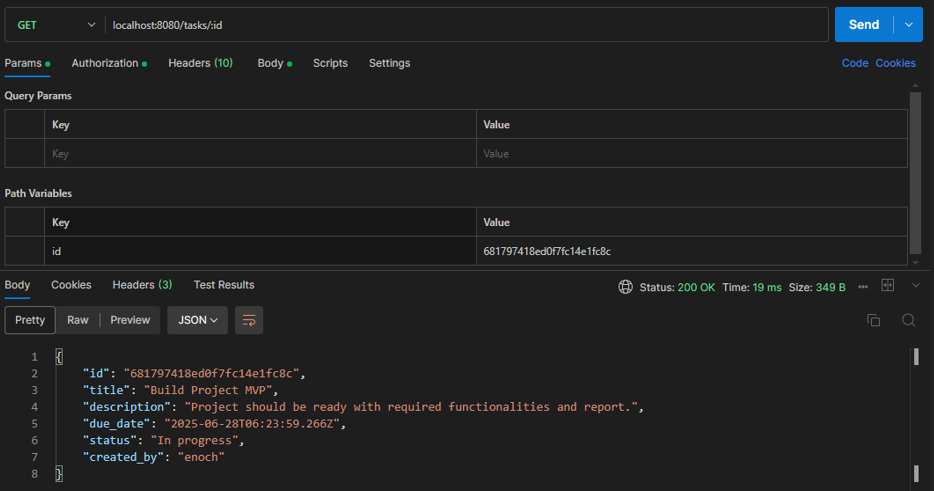 GET localhost:8080/tasks/:id Send
Params Authorization Headers (10) Body Scripts Settings Code Cookies
Query Params
Key Value
Key Value
Path Variables
Key Value
id 681797418ed0f7fc14e1fc8c
Body Cookies Headers (3) Test Results Status: 200 OK Time: 19 ms Size: 349 B
Pretty Raw Preview JSON
1 {
2 "id": "681797418ed0f7fc14e1fc8c",
3 "title": "Build Project MVP",
4 "description": "Project should be ready with required functionalities and report.",
5 "due_date": "2025-06-28T06:23:59.266Z",
6 "status": "In progress",
7 "created_by": "enoch"
8 }